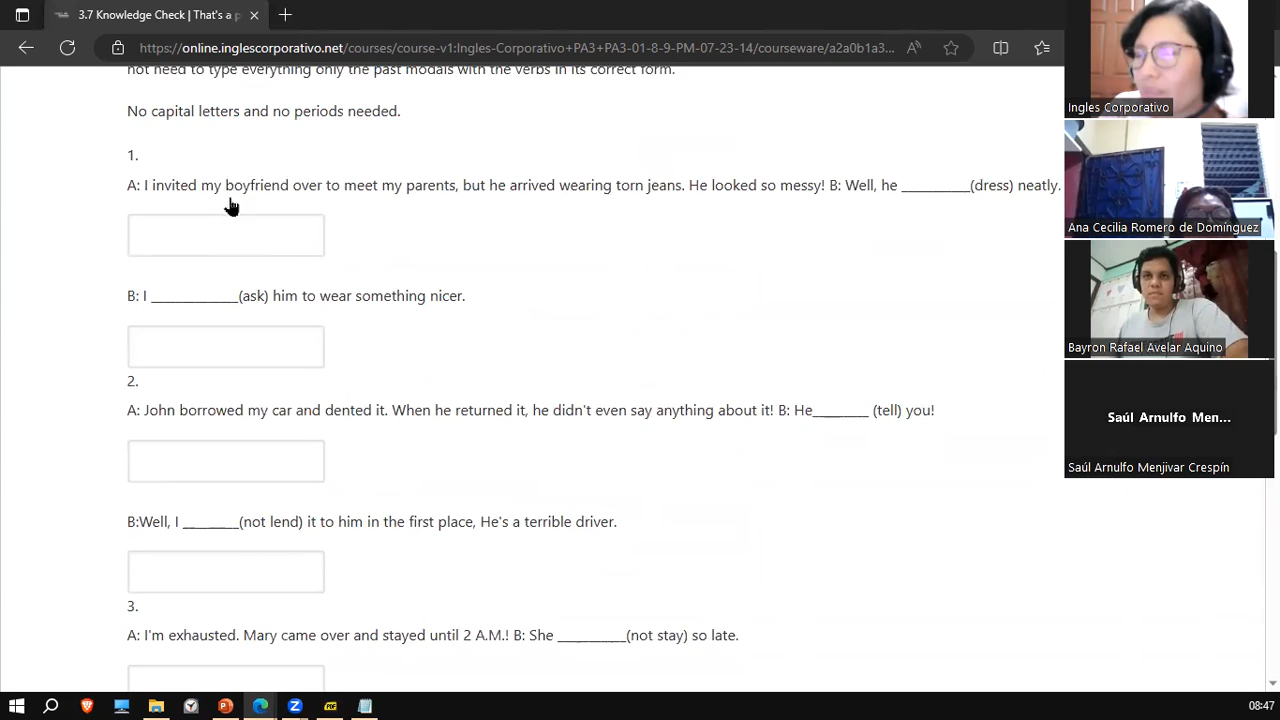 3.7 Knowledge Check | That's a p
https://online.inglescorporativo.net/courses/course-v1:Ingles-Corporativo+PA3+PA3-01-8-9-PM-07-23-14/courseware/a2a0b1a3...
not need to type everything only the past modals with the verbs in its correct form.
No capital letters and no periods needed.
1.
A: I invited my boyfriend over to meet my parents, but he arrived wearing torn jeans. He looked so messy! B: Well, he __________(dress) neatly.
B: I _____________(ask) him to wear something nicer.
2.
A: John borrowed my car and dented it. When he returned it, he didn't even say anything about it! B: He________ (tell) you!
B:Well, I ________(not lend) it to him in the first place, He's a terrible driver.
3.
A: I'm exhausted. Mary came over and stayed until 2 A.M.! B: She __________(not stay) so late.
Ingles Corporativo
Ana Cecilia Romero de Domínguez
Bayron Rafael Avelar Aquino
Saúl Arnulfo Men...
Saúl Arnulfo Menjivar Crespín
08:47